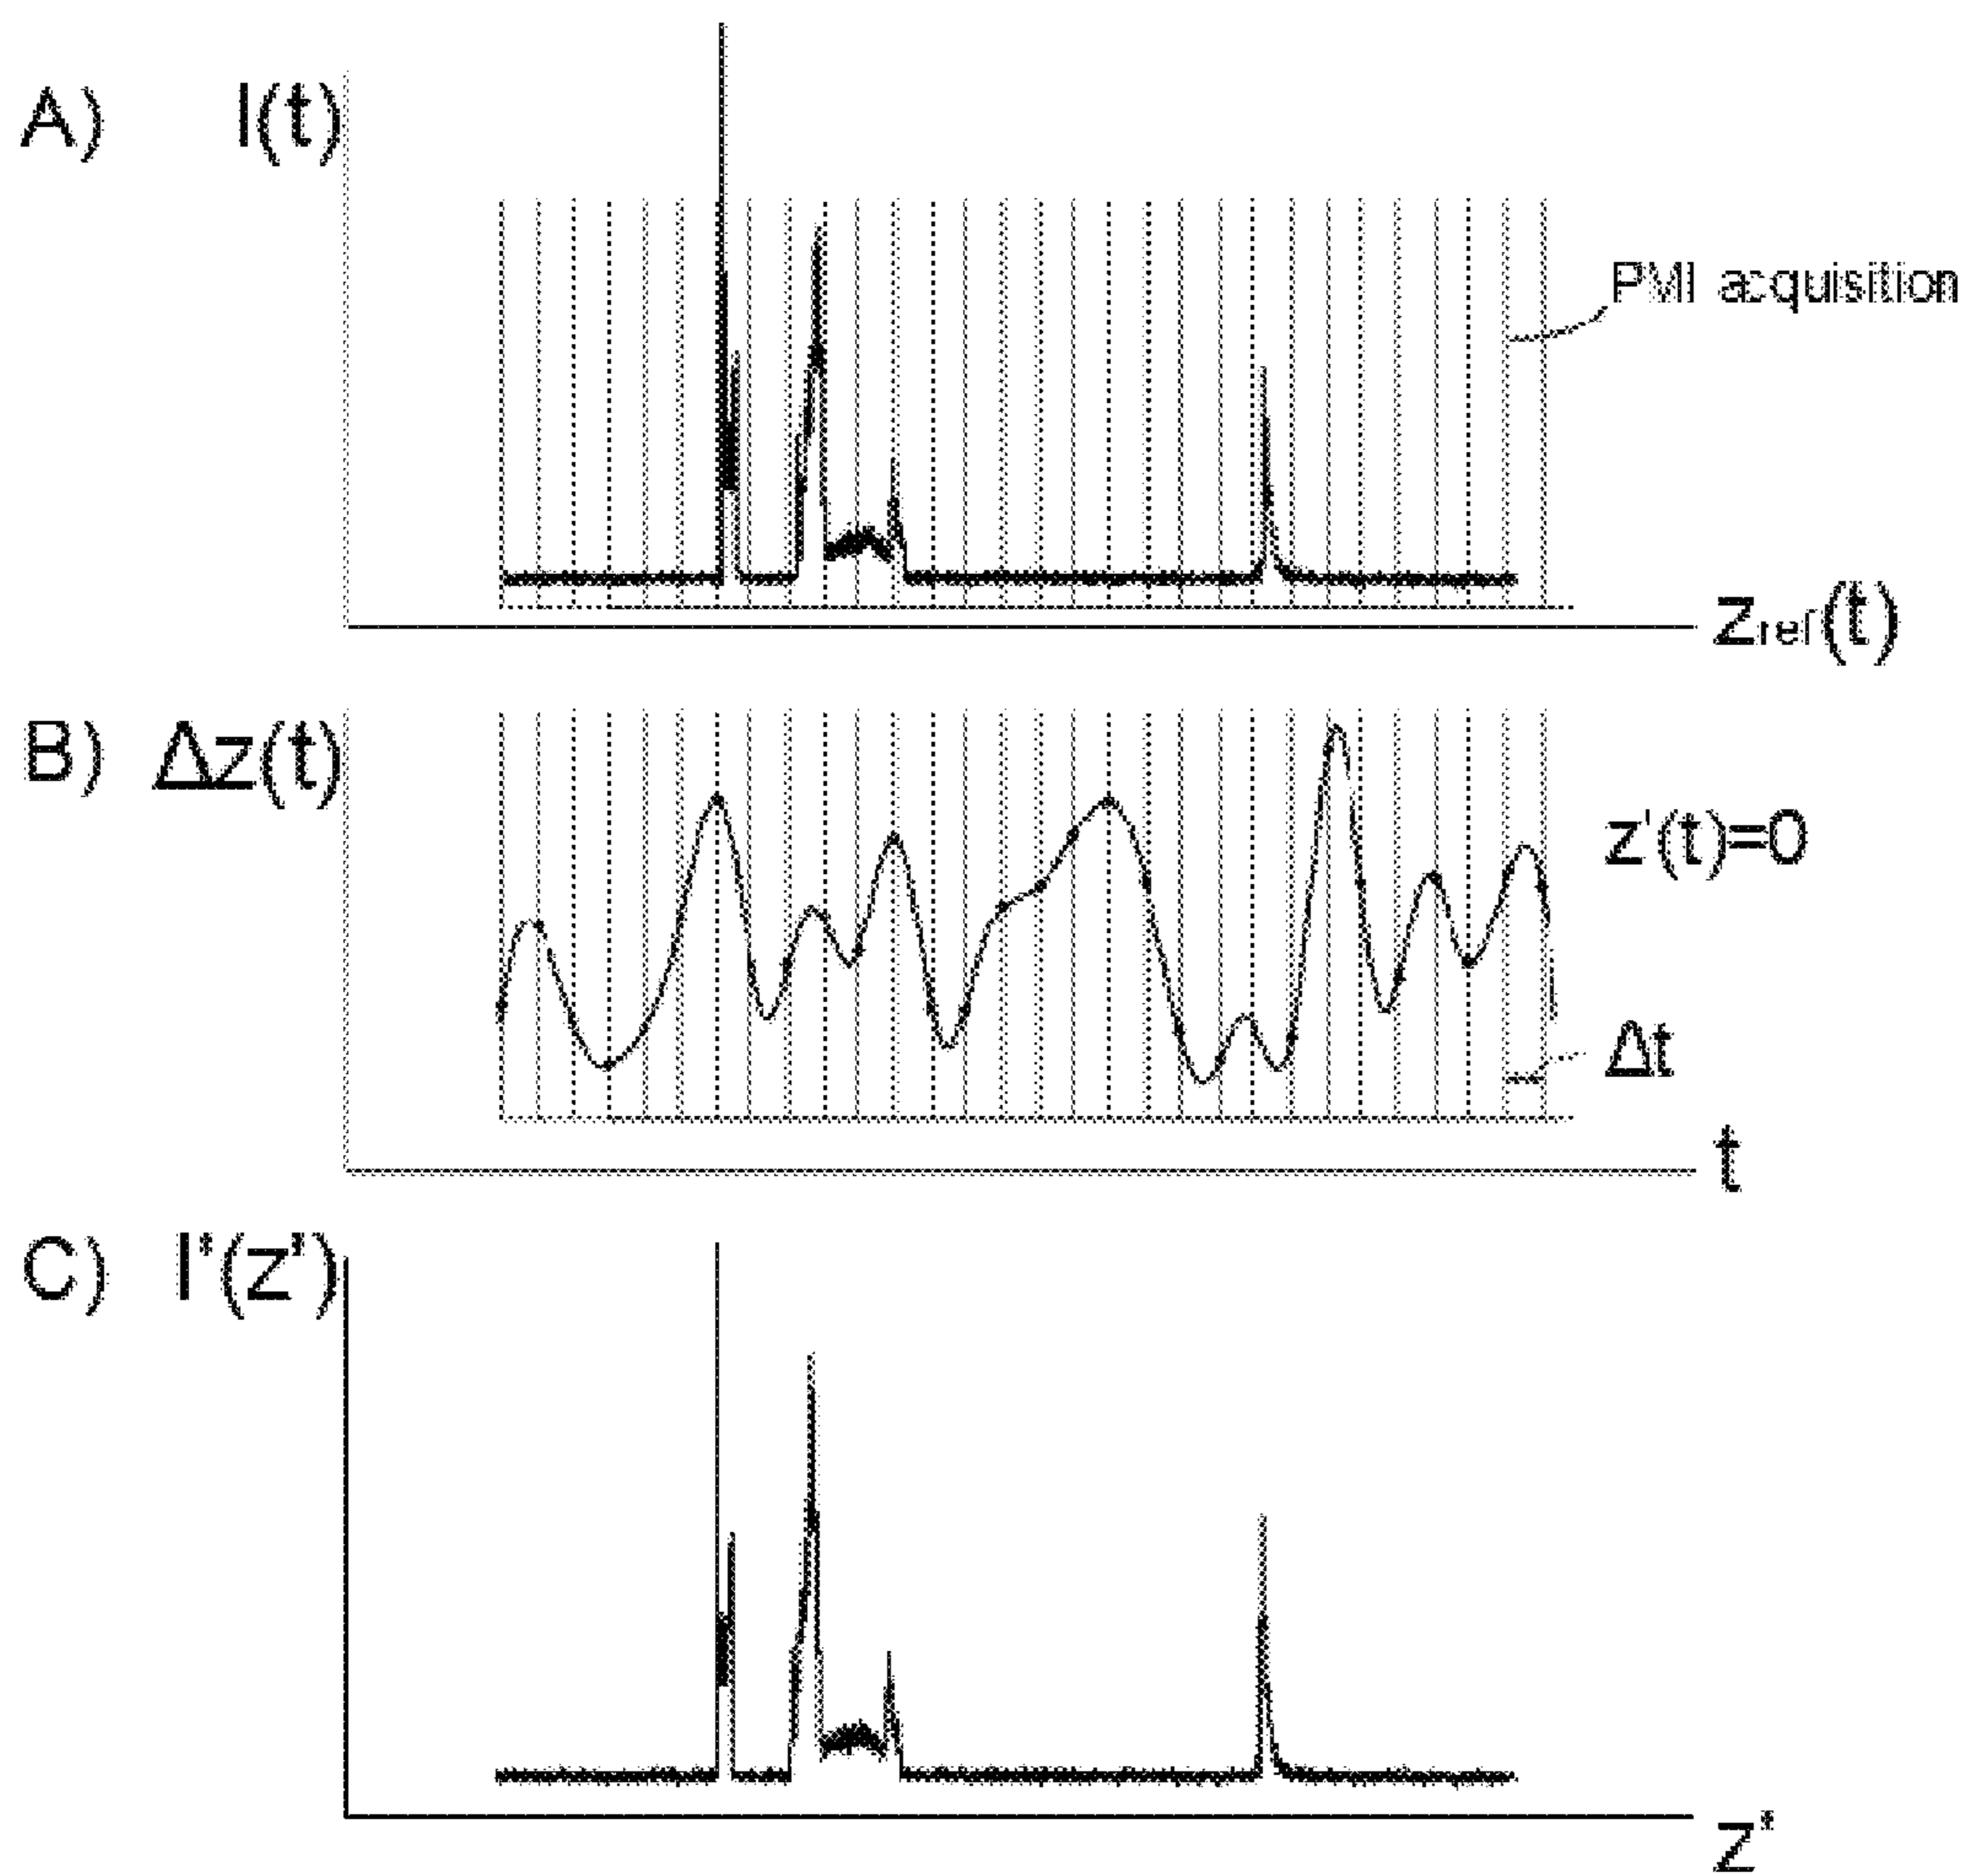 A) I(t)
PMI acquisition
zref(t)
B) Δz(t)
z'(t)=0
Δt
t
C) I*(z*)
z*